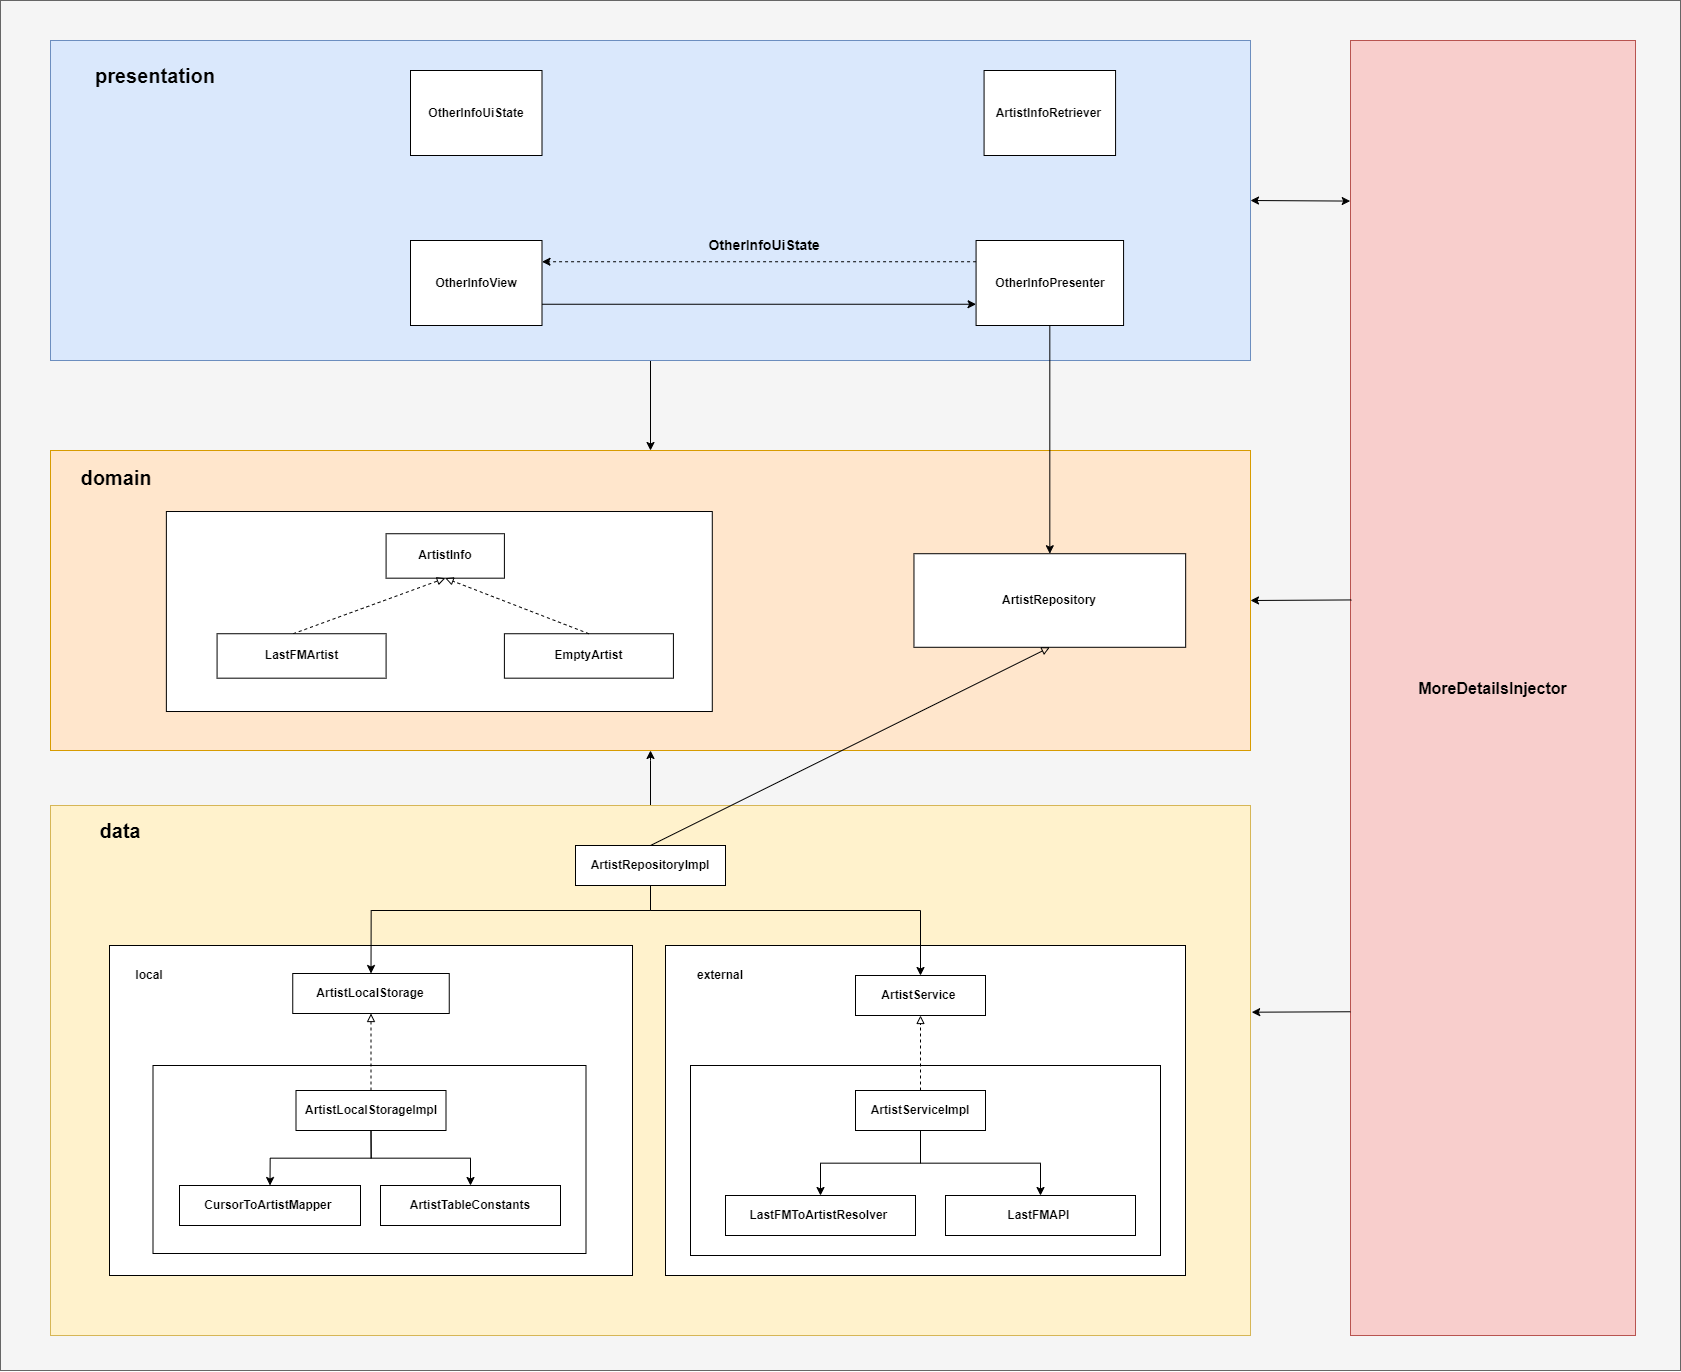 presentation
OtherInfoUiState
ArtistInfoRetriever
OtherInfoUiState
OtherInfoView
OtherInfoPresenter
domain
ArtistInfo
LastFMArtist
EmptyArtist
ArtistRepository
MoreDetailsInjector
data
ArtistRepositoryImpl
local
ArtistLocalStorage
ArtistLocalStorageImpl
CursorToArtistMapper
ArtistTableConstants
external
ArtistService
ArtistServiceImpl
LastFMToArtistResolver
LastFMAPI